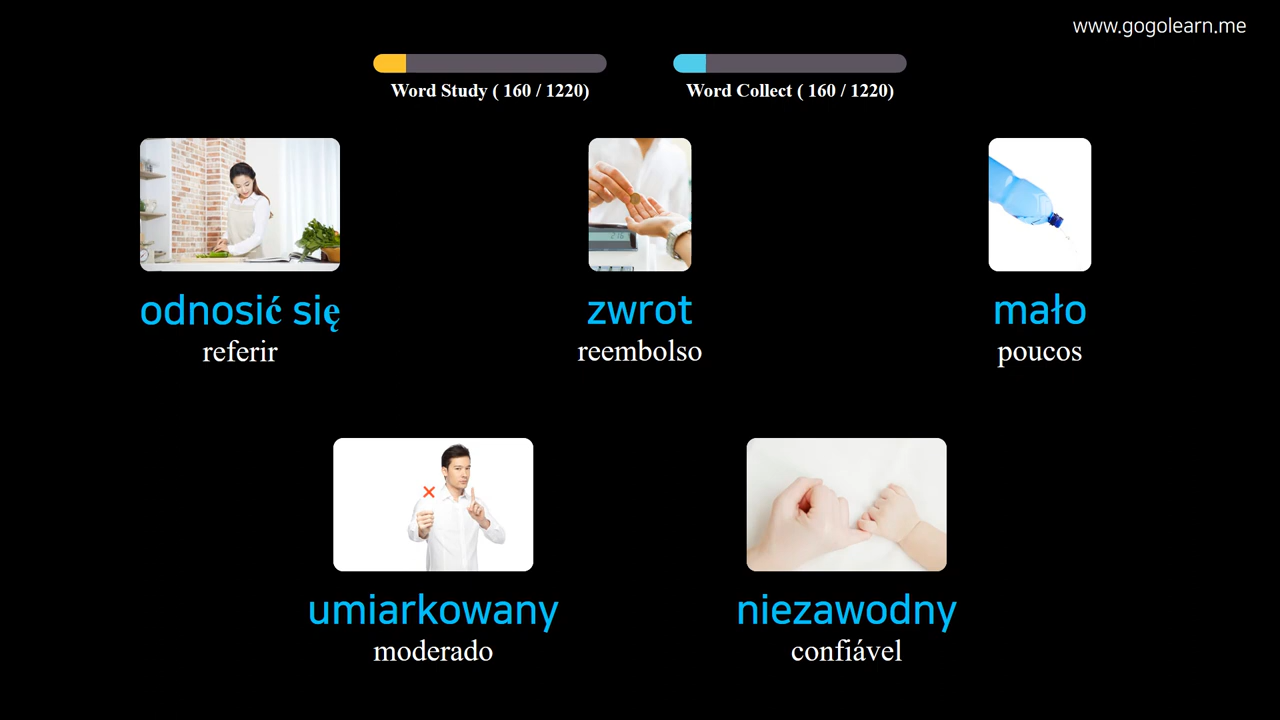 www.gogolearn.me
Word Study ( 160 / 1220)
Word Collect ( 160 / 1220)
odnosić się
referir
zwrot
reembolso
mało
poucos
umiarkowany
moderado
niezawodny
confiável